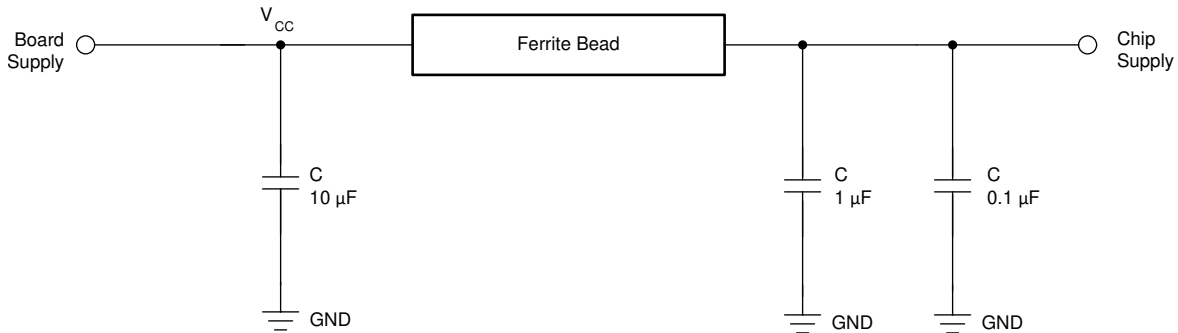 V CC
Board
Supply
Ferrite Bead
Chip
Supply
C
10 µF
C
1 µF
C
0.1 µF
GND
GND
GND